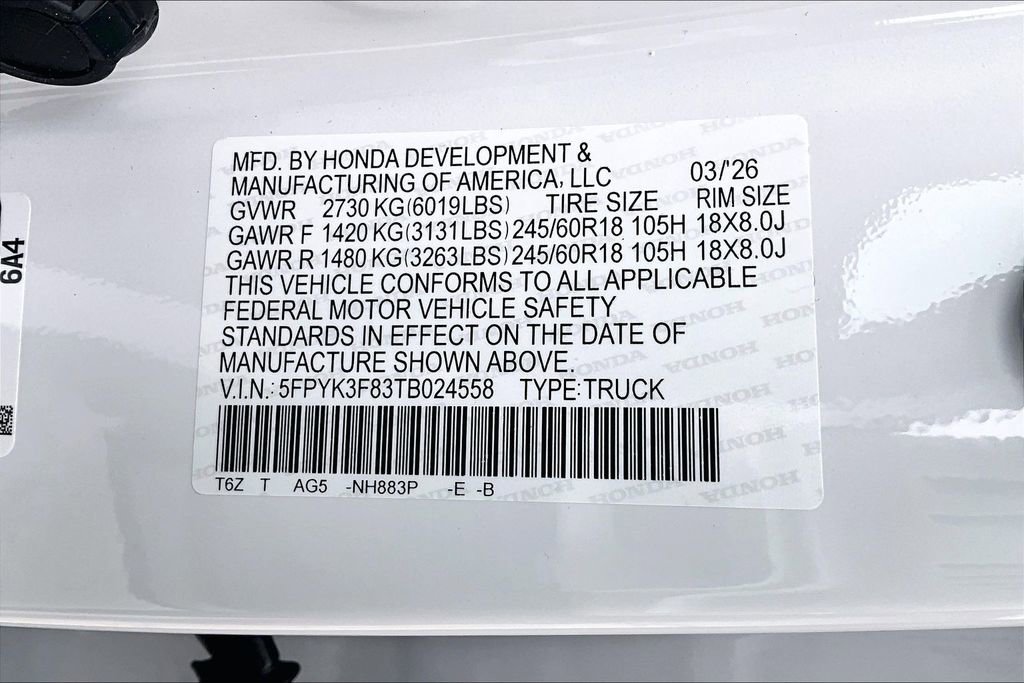 MFD. BY HONDA DEVELOPMENT &
MANUFACTURING OF AMERICA, LLC 03/'26
GVWR 2730 KG(6019LBS) TIRE SIZE RIM SIZE
GAWR F 1420 KG(3131LBS) 245/60R18 105H 18X8.0J
GAWR R 1480 KG(3263LBS) 245/60R18 105H 18X8.0J
THIS VEHICLE CONFORMS TO ALL APPLICABLE
FEDERAL MOTOR VEHICLE SAFETY
STANDARDS IN EFFECT ON THE DATE OF
MANUFACTURE SHOWN ABOVE.
V.I.N.: 5FPYK3F83TB024558 TYPE:TRUCK
T6Z T AG5 -NH883P -E -B
6A4